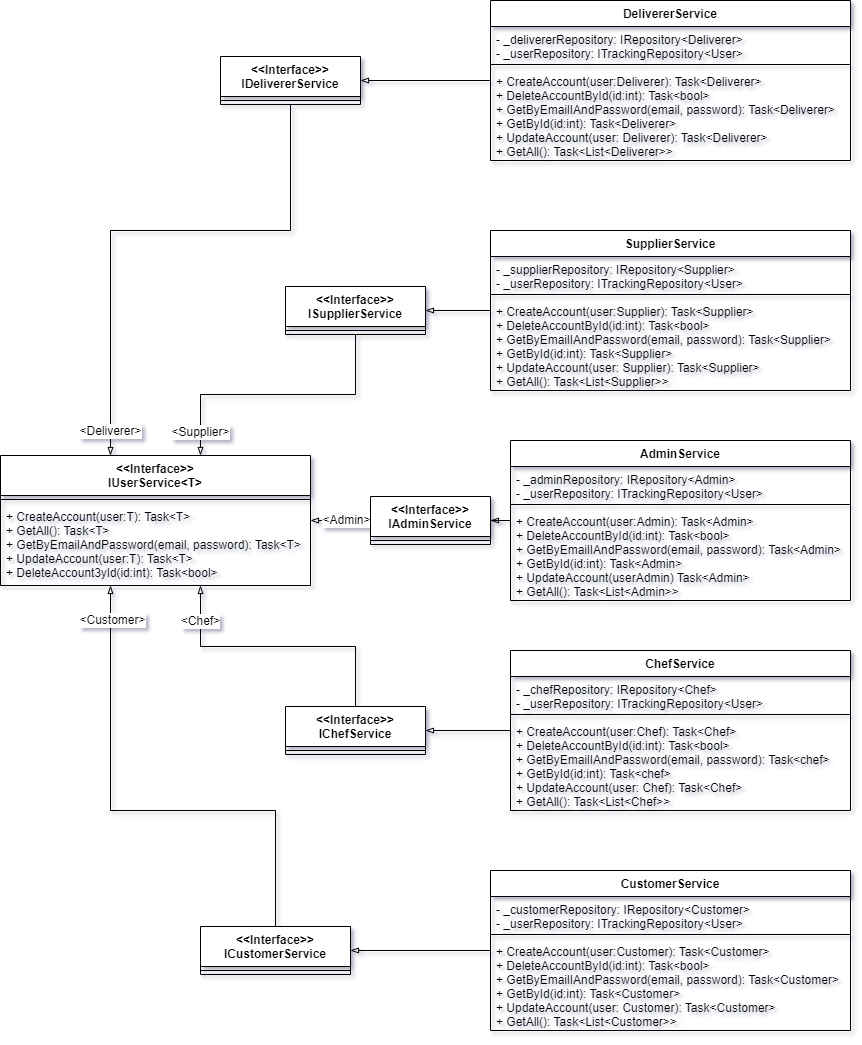 DelivererService
- _delivererRepository: IRepository<Deliverer>
- _userRepository: ITrackingRepository<User>
+ CreateAccount(user:Deliverer): Task<Deliverer>
+ DeleteAccountById(id:int): Task<bool>
+ GetByEmaillAndPassword(email, password): Task<Deliverer>
+ GetById(id:int): Task<Deliverer>
+ UpdateAccount(user: Deliverer): Task<Deliverer>
+ GetAll(): Task<List<Deliverer>>
<<Interface>>
IDelivererService
SupplierService
- _supplierRepository: IRepository<Supplier>
- _userRepository: ITrackingRepository<User>
+ CreateAccount(user:Supplier): Task<Supplier>
+ DeleteAccountById(id:int): Task<bool>
+ GetByEmaillAndPassword(email, password): Task<Supplier>
+ GetById(id:int): Task<Supplier>
+ UpdateAccount(user: Supplier): Task<Supplier>
+ GetAll(): Task<List<Supplier>>
<<Interface>>
ISupplierService
<Deliverer>
<Supplier>
<<Interface>>
IUserService<T>
+ CreateAccount(user:T): Task<T>
+ GetAll(): Task<T>
+ GetByEmailAndPassword(email, password): Task<T>
+ UpdateAccount(user:T): Task<T>
+ DeleteAccount3yId(id:int): Task<bool>
<Admin>
<<Interface>>
IAdminService
AdminService
- _adminRepository: IRepository<Admin>
- _userRepository: ITrackingRepository<User>
+ CreateAccount(user:Admin): Task<Admin>
+ DeleteAccountById(id:int): Task<bool>
+ GetByEmaillAndPassword(email, password): Task<Admin>
+ GetById(id:int): Task<Admin>
+ UpdateAccount(userAdmin) Task<Admin>
+ GetAll(): Task<List<Admin>>
<Customer>
<Chef>
<<Interface>>
IChefService
ChefService
- _chefRepository: IRepository<Chef>
- _userRepository: ITrackingRepository<User>
+ CreateAccount(user:Chef): Task<Chef>
+ DeleteAccountById(id:int): Task<bool>
+ GetByEmaillAndPassword(email, password): Task<chef>
+ GetById(id:int): Task<chef>
+ UpdateAccount(user: Chef): Task<Chef>
+ GetAll(): Task<List<Chef>>
<<Interface>>
ICustomerService
CustomerService
- _customerRepository: IRepository<Customer>
- _userRepository: ITrackingRepository<User>
+ CreateAccount(user:Customer): Task<Customer>
+ DeleteAccountById(id:int): Task<bool>
+ GetByEmaillAndPassword(email, password): Task<Customer>
+ GetById(id:int): Task<Customer>
+ UpdateAccount(user: Customer): Task<Customer>
+ GetAll(): Task<List<Customer>>